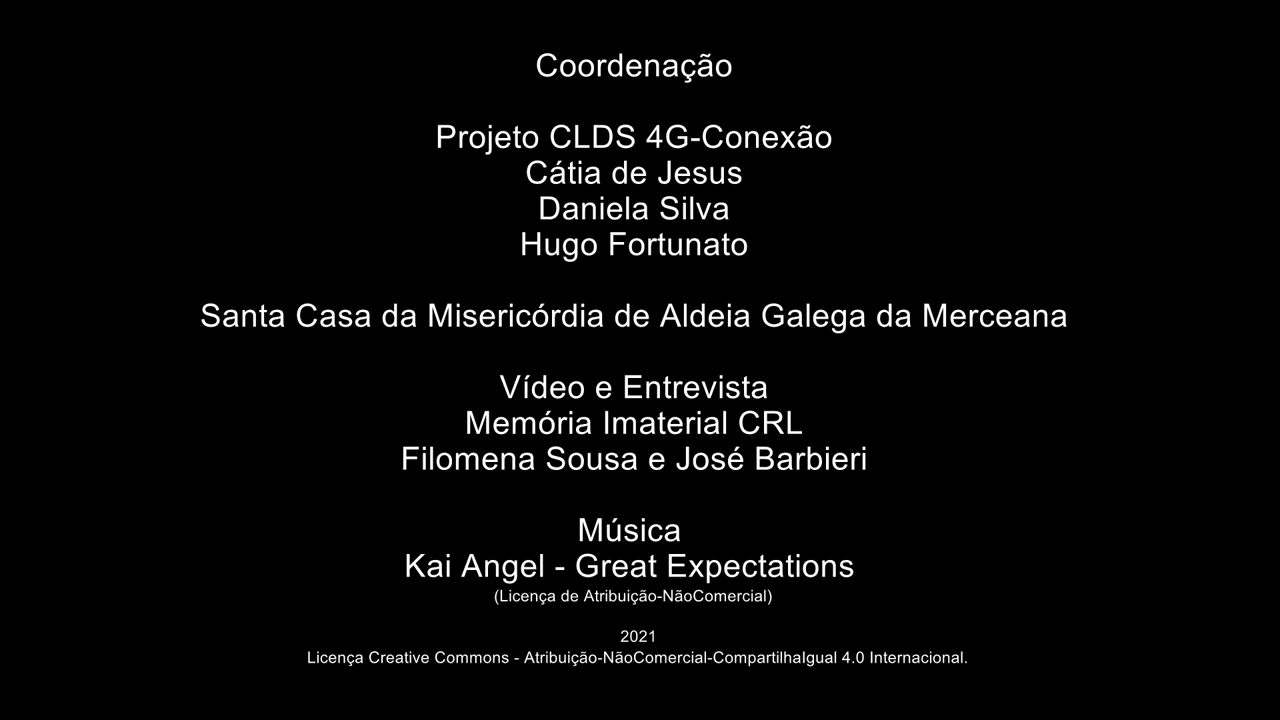 Coordenação
Projeto CLDS 4G-Conexão
Cátia de Jesus
Daniela Silva
Hugo Fortunato
Santa Casa da Misericórdia de Aldeia Galega da Merceana
Vídeo e Entrevista
Memória Imaterial CRL
Filomena Sousa e José Barbieri
Música
Kai Angel - Great Expectations
(Licença de Atribuição-NãoComercial)
2021
Licença Creative Commons - Atribuição-NãoComercial-CompartilhaIgual 4.0 Internacional.